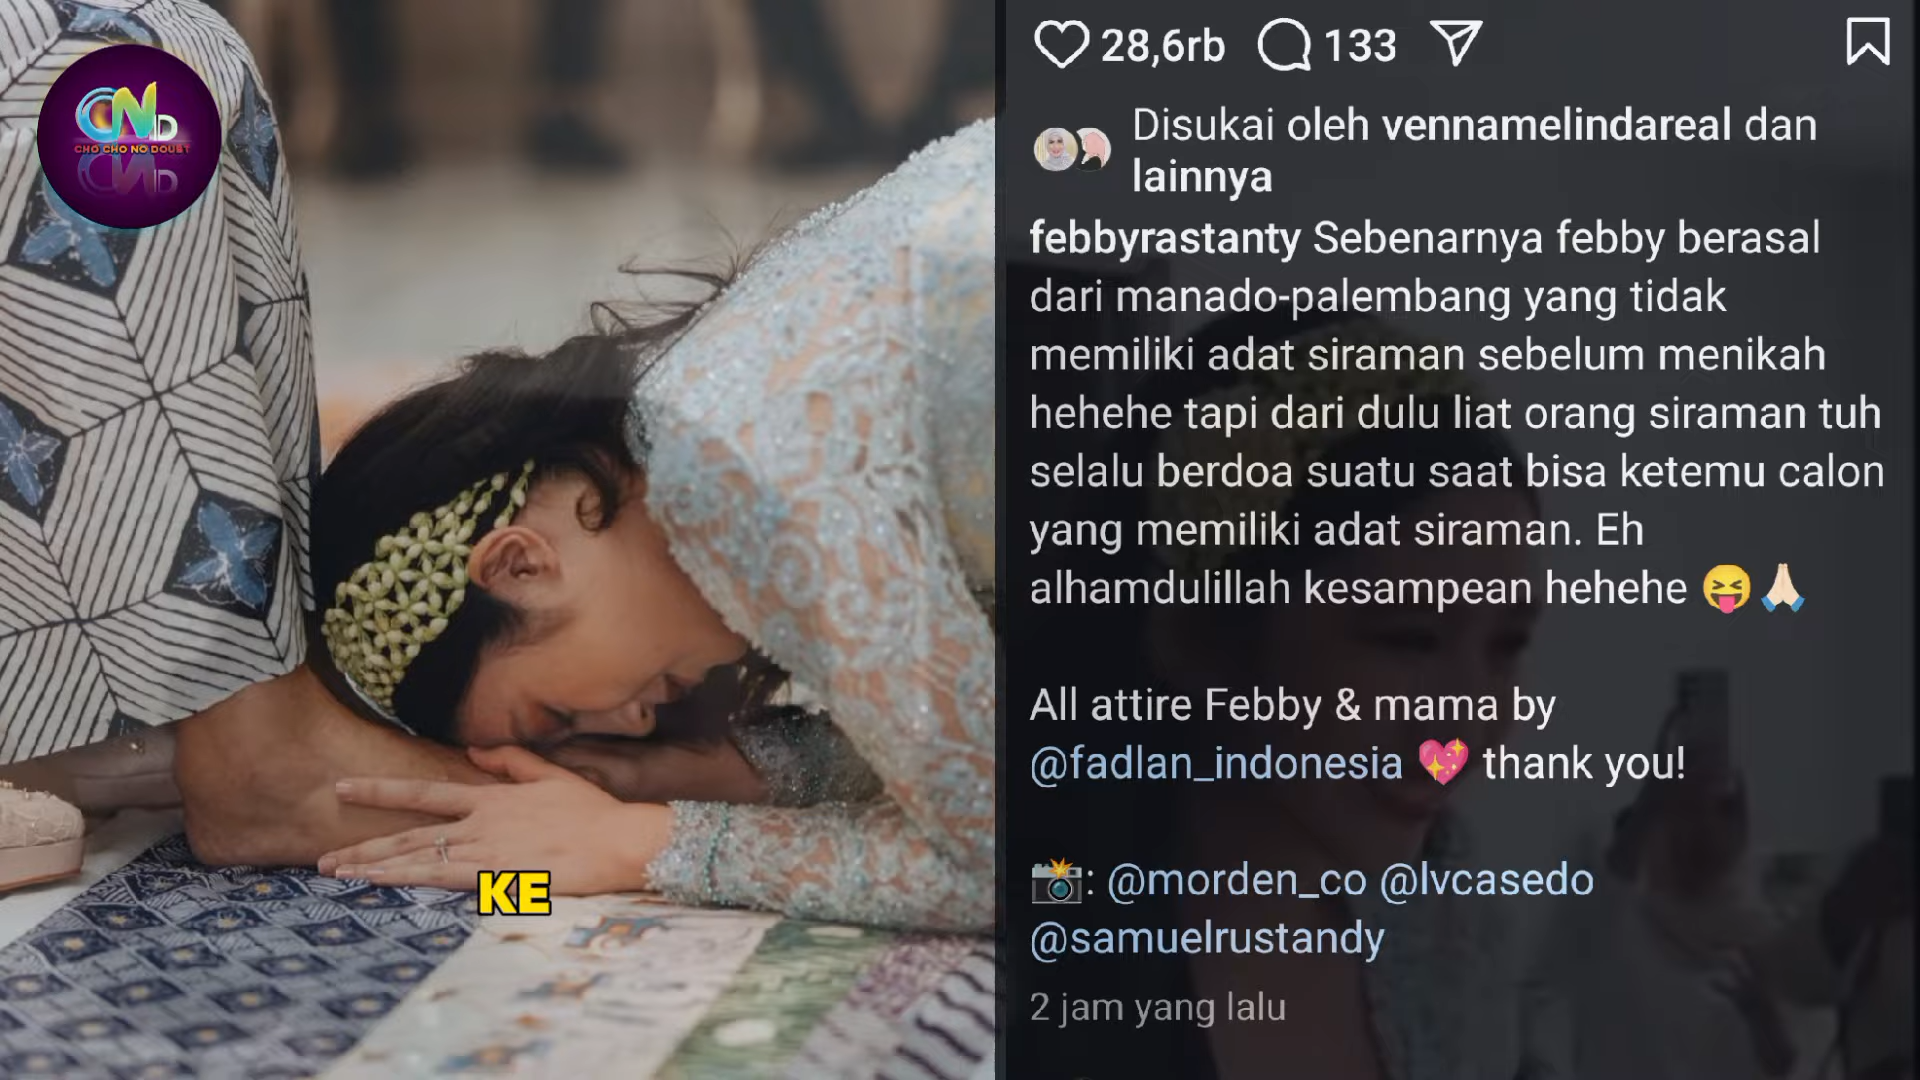 CND
CHO CHO NO DOUBT
KE
28,6rb 133
Disukai oleh vennamelindareal dan
lainnya
febbyrastanty Sebenarnya febby berasal
dari manado-palembang yang tidak
memiliki adat siraman sebelum menikah
hehehe tapi dari dulu liat orang siraman tuh
selalu berdoa suatu saat bisa ketemu calon
yang memiliki adat siraman. Eh
alhamdulillah kesampean hehehe 😝🙏🏻
All attire Febby & mama by
@fadlan_indonesia 💖 thank you!
📸: @morden_co @lvcasedo
@samuelrustandy
2 jam yang lalu